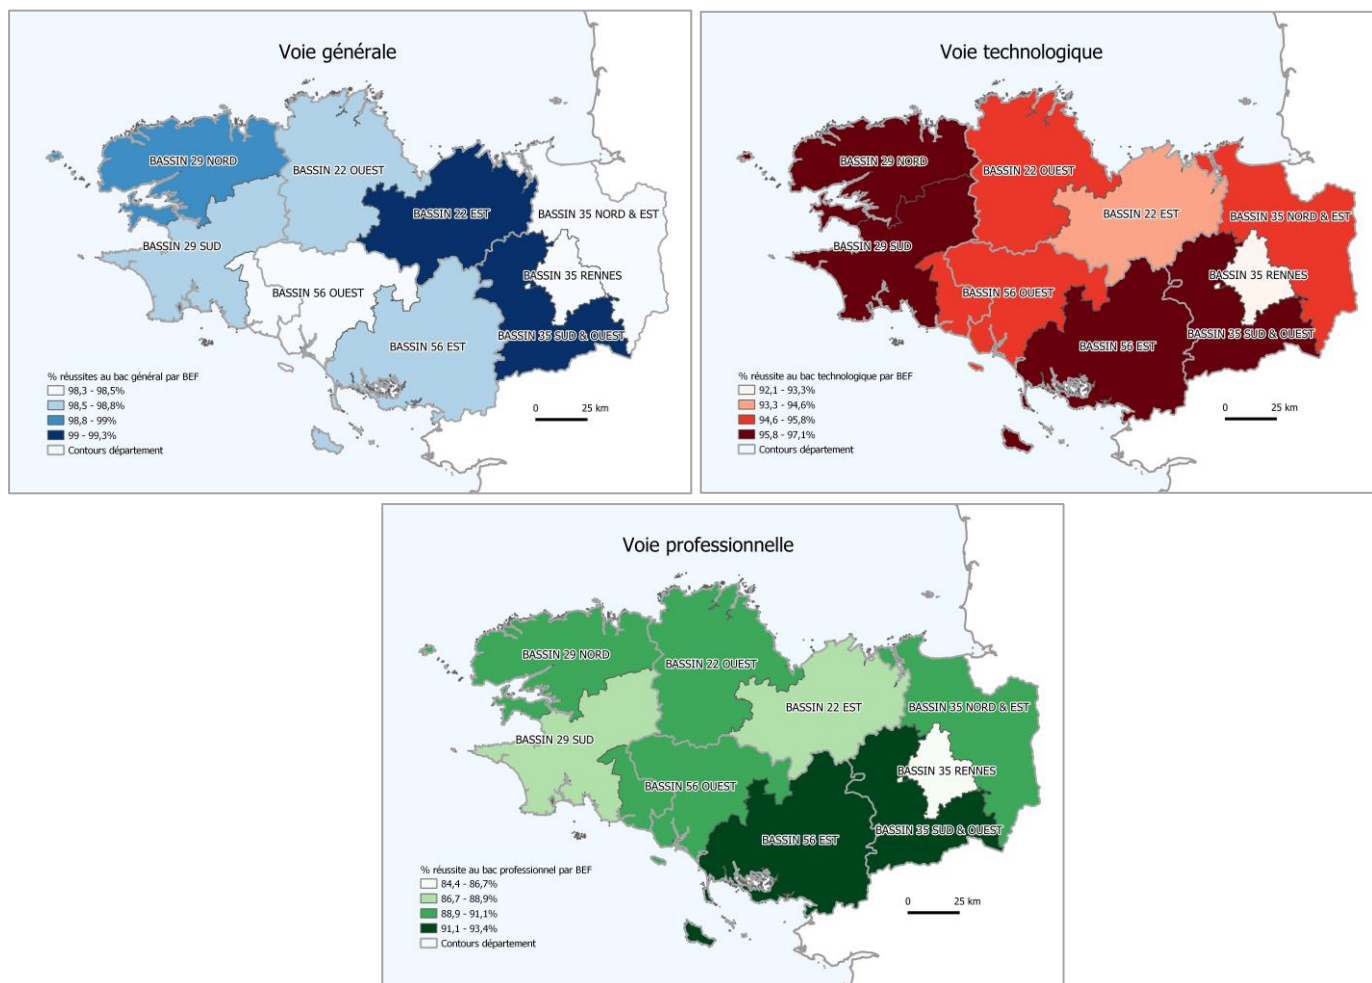 Voie générale
BASSIN 29 NORD
BASSIN 22 OUEST
BASSIN 22 EST
BASSIN 35 NORD & EST
BASSIN 29 SUD
BASSIN 35 RENNES
BASSIN 56 OUEST
BASSIN 35 SUD & OUEST
BASSIN 56 EST
% réussites au bac général par BEF
98,3 - 98,5%
98,5 - 98,8%
98,8 - 99%
99 - 99,3%
Contours département
0 25 km
Voie technologique
BASSIN 29 NORD
BASSIN 22 OUEST
BASSIN 22 EST
BASSIN 35 NORD & EST
BASSIN 29 SUD
BASSIN 35 RENNES
BASSIN 56 OUEST
BASSIN 35 SUD & OUEST
BASSIN 56 EST
% réussite au bac technologique par BEF
92,1 - 93,3%
93,3 - 94,6%
94,6 - 95,8%
95,8 - 97,1%
Contours département
0 25 km
Voie professionnelle
BASSIN 29 NORD
BASSIN 22 OUEST
BASSIN 22 EST
BASSIN 35 NORD & EST
BASSIN 29 SUD
BASSIN 35 RENNES
BASSIN 56 OUEST
BASSIN 35 SUD & OUEST
BASSIN 56 EST
% réussite au bac professionnel par BEF
84,4 - 86,7%
86,7 - 88,9%
88,9 - 91,1%
91,1 - 93,4%
Contours département
0 25 km